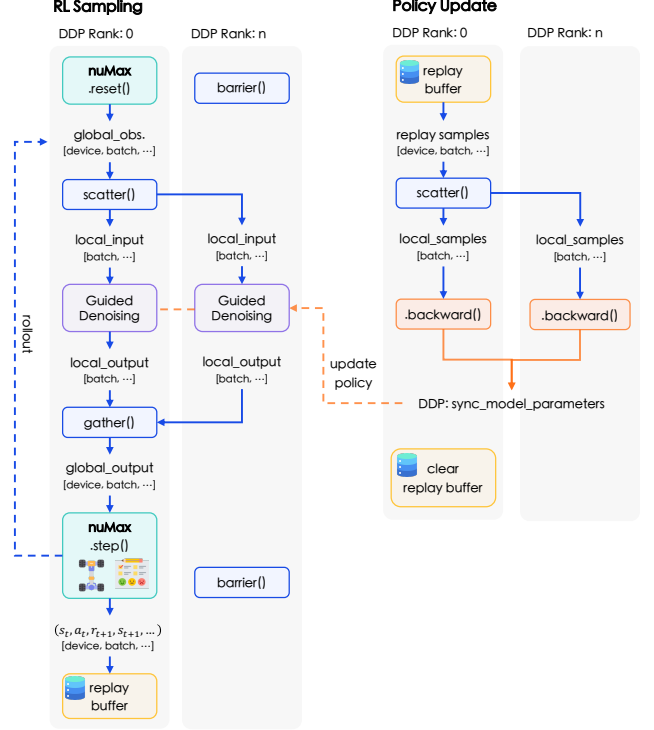 RL Sampling
DDP Rank: 0
DDP Rank: n
nuMax
.reset()
barrier()
global_obs.
[device, batch, ...]
scatter()
local_input
[batch, ...]
local_input
[batch, ...]
Guided
Denoising
Guided
Denoising
local_output
[batch, ...]
local_output
[batch, ...]
gather()
global_output
[device, batch, ...]
nuMax
.step()
barrier()
(s_t, a_t, r_{t+1}, s_{t+1}, ...)
[device, batch, ...]
replay
buffer
rollout
update
policy
Policy Update
DDP Rank: 0
DDP Rank: n
replay
buffer
replay samples
[device, batch, ...]
scatter()
local_samples
[batch, ...]
local_samples
[batch, ...]
.backward()
.backward()
DDP: sync_model_parameters
clear
replay buffer